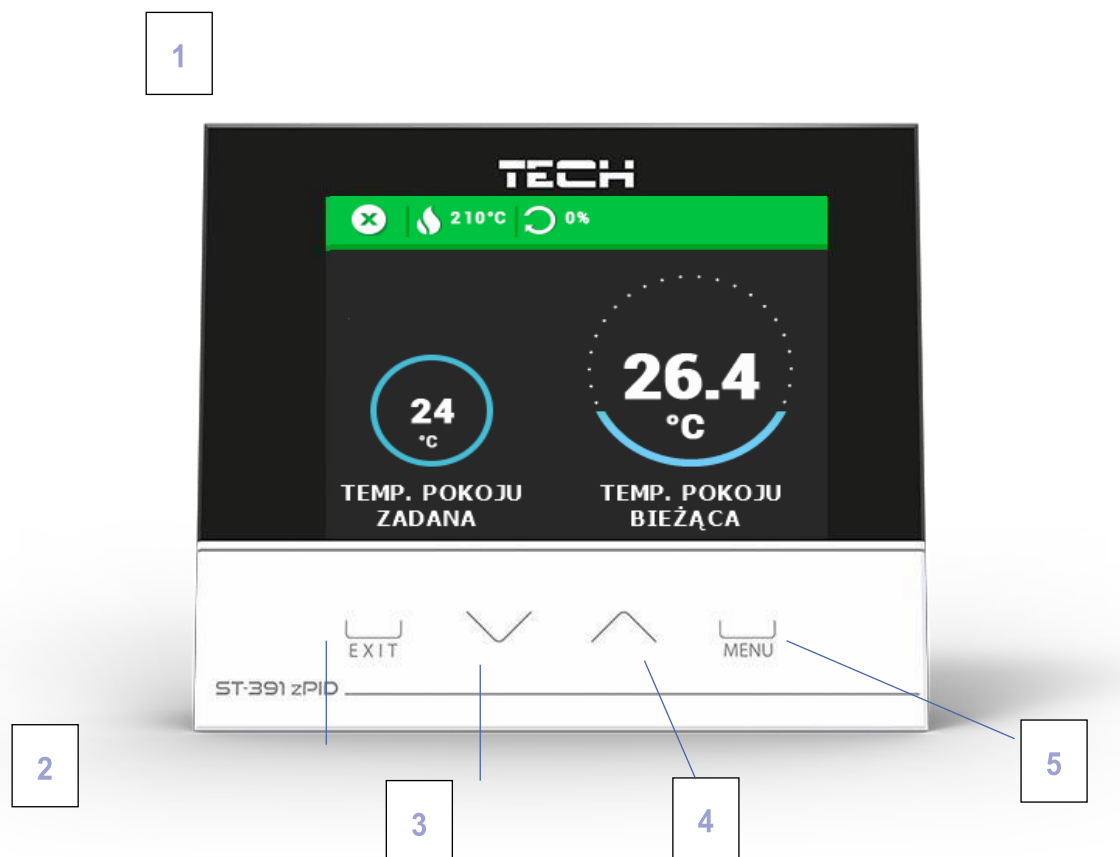 1
TECH
210°C 0%
26.4
°C
24
°C
TEMP. POKOJU
ZADANA
TEMP. POKOJU
BIEŻĄCA
EXIT
MENU
ST-391 zPID
2
3
4
5